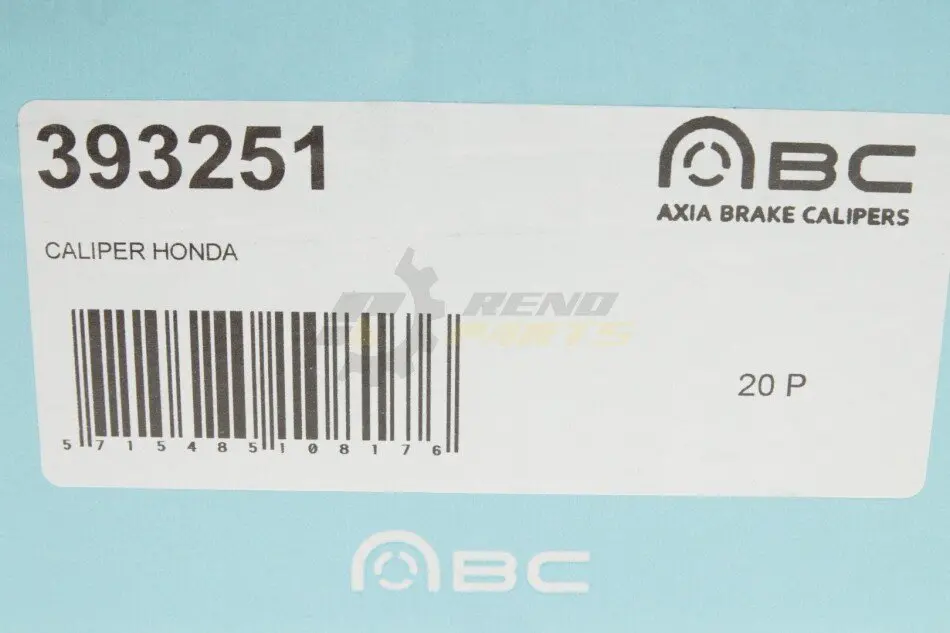 393251
ABC
AXIA BRAKE CALIPERS
CALIPER HONDA
RENO
PARTS
20 P
5 715485 108176
ABC